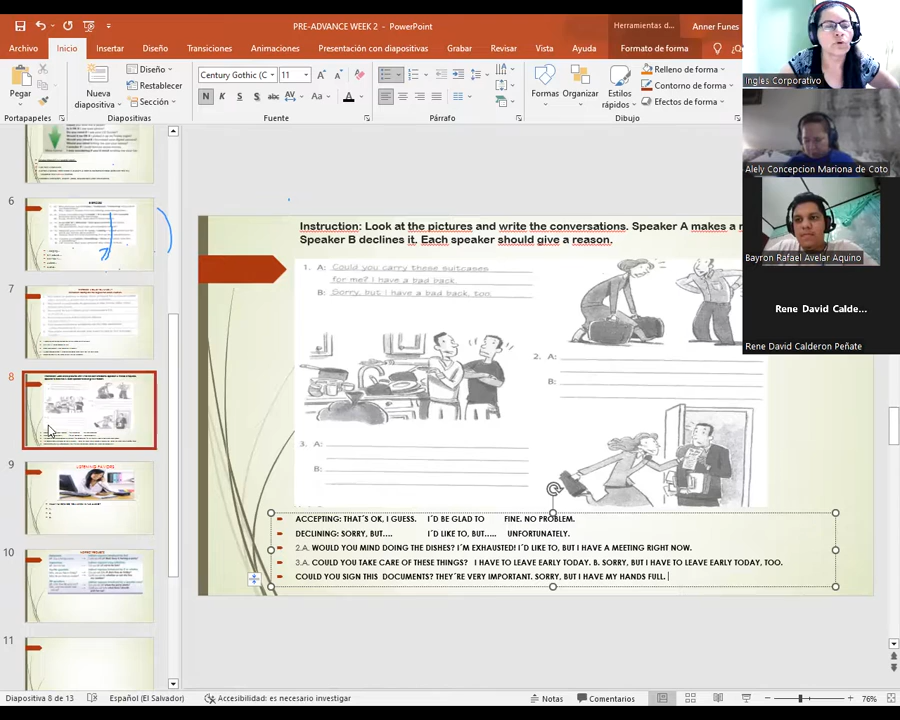 PRE-ADVANCE WEEK 2 - PowerPoint
Herramientas d...
Anner Funes
Archivo
Inicio
Insertar
Diseño
Transiciones
Animaciones
Presentación con diapositivas
Grabar
Revisar
Vista
Ayuda
Formato de forma
Pegar
Nueva
diapositiva
Diseño
Restablecer
Sección
Century Gothic (C
11
N K S S abc AV Aa A
Formas
Organizar
Estilos
rápidos
Relleno de forma
Contorno de forma
Efectos de forma
Portapapeles
Diapositivas
Fuente
Párrafo
Dibujo
Ingles Corporativo
Alely Concepcion Mariona de Coto
Bayron Rafael Avelar Aquino
Rene David Calde...
Rene David Calderon Peñate
6
7
8
9
10
11
Instruction: Look at the pictures and write the conversations. Speaker A makes a
Speaker B declines it. Each speaker should give a reason.
1. A: Could you carry these suitcases
for me? I have a bad back.
B: Sorry, but I have a bad back, too.
2. A:
B:
3. A:
B:
ACCEPTING: THAT´S OK, I GUESS. I´D BE GLAD TO FINE. NO PROBLEM.
DECLINING: SORRY, BUT.... I´D LIKE TO, BUT..... UNFORTUNATELY.
2.A. WOULD YOU MIND DOING THE DISHES? I´M EXHAUSTED! I´D LIKE TO, BUT I HAVE A MEETING RIGHT NOW.
3.A. COULD YOU TAKE CARE OF THESE THINGS? I HAVE TO LEAVE EARLY TODAY. B. SORRY, BUT I HAVE TO LEAVE EARLY TODAY, TOO.
COULD YOU SIGN THIS DOCUMENTS? THEY´RE VERY IMPORTANT. SORRY, BUT I HAVE MY HANDS FULL.
Diapositiva 8 de 13
Español (El Salvador)
Accesibilidad: es necesario investigar
Notas
Comentarios
76%